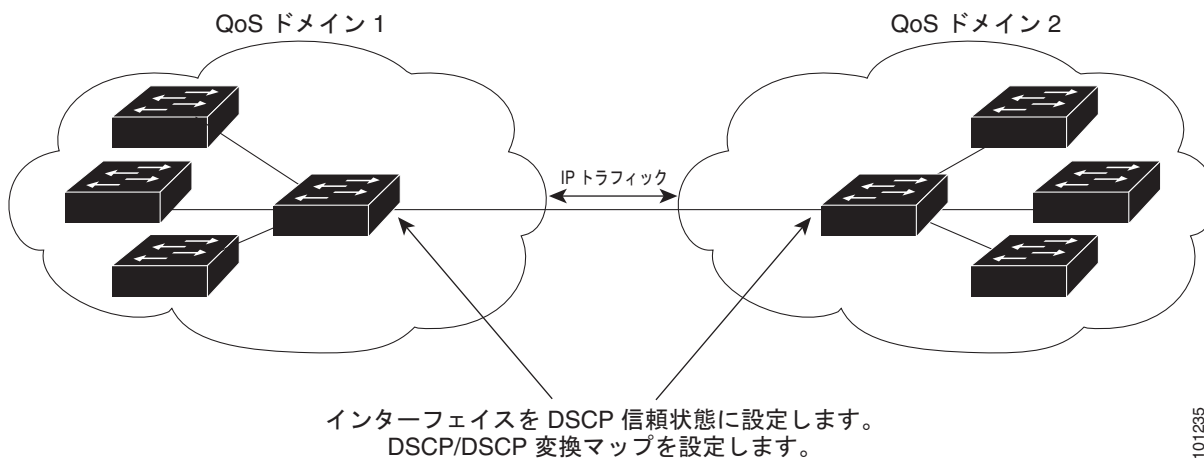 QoS ドメイン 1
QoS ドメイン 2
IP トラフィック
インターフェイスを DSCP 信頼状態に設定します。
DSCP/DSCP 変換マップを設定します。
101235